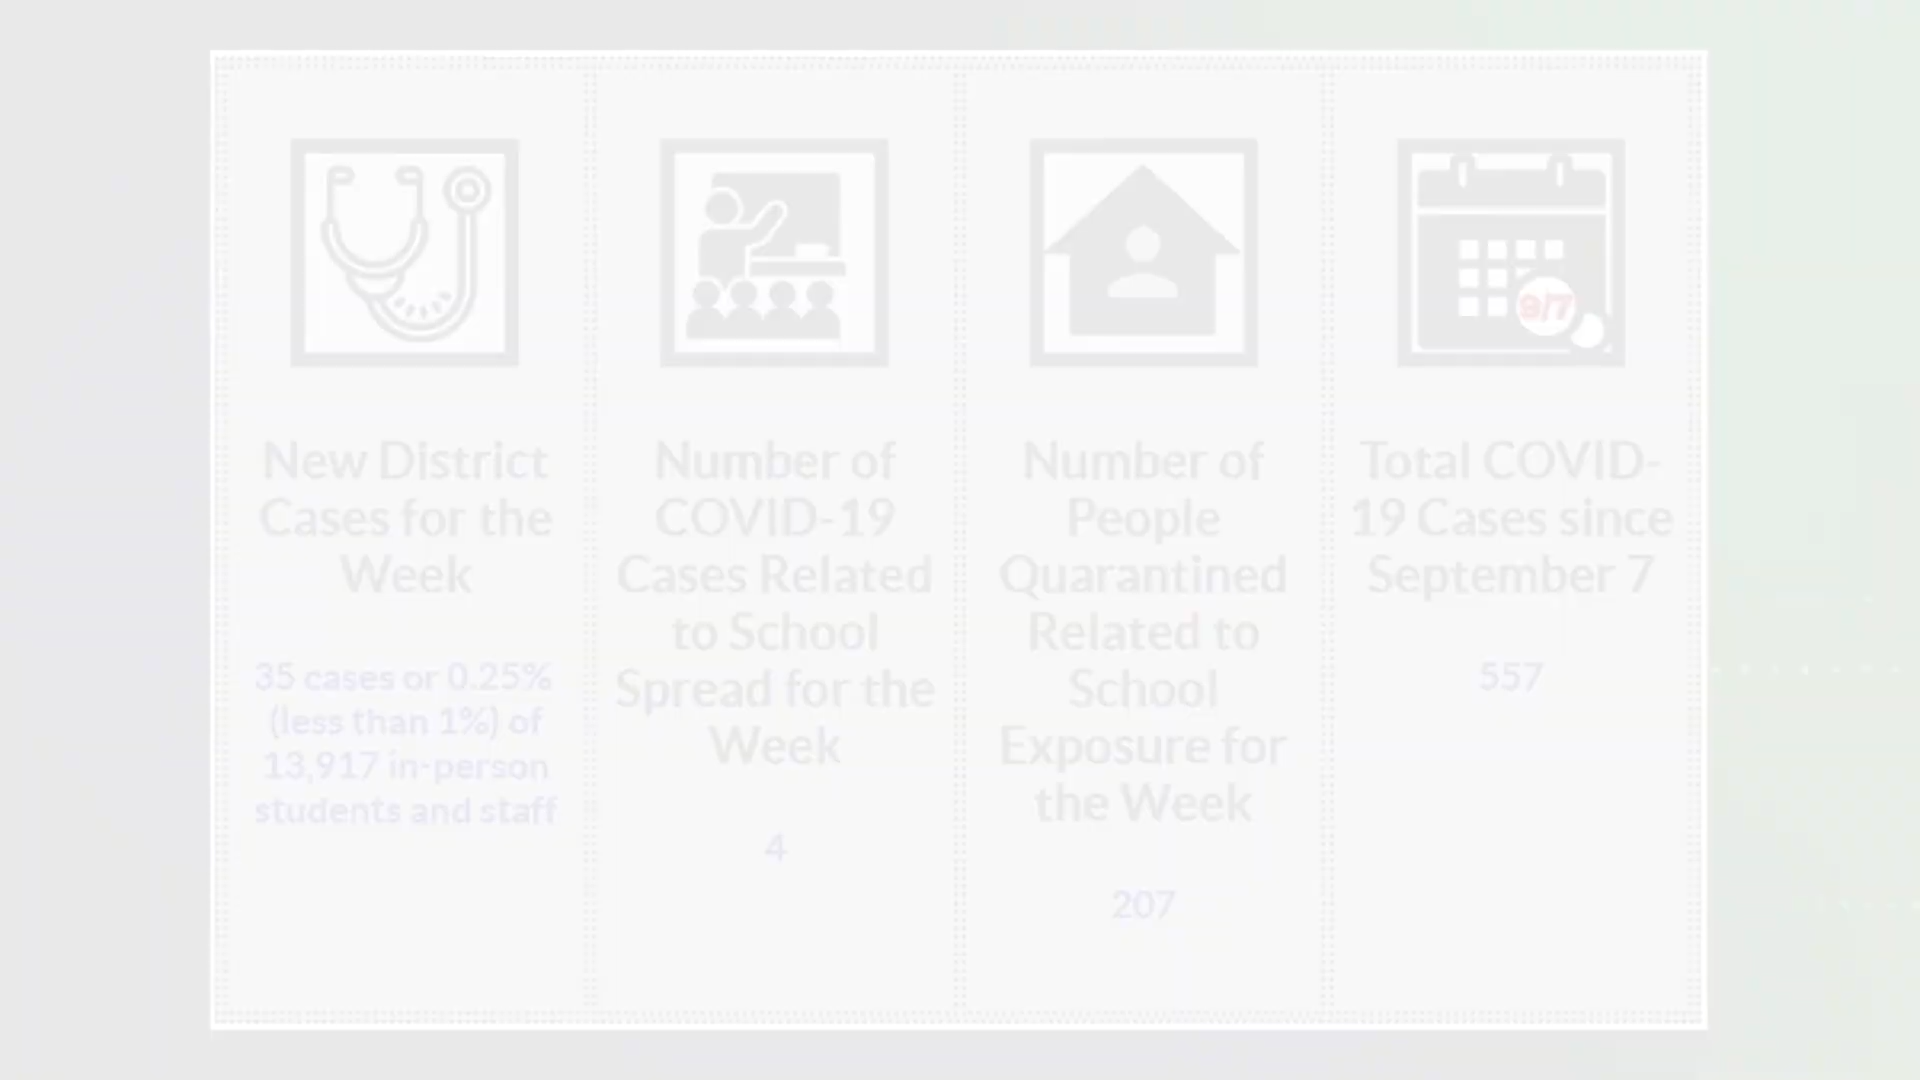 9/7
New District
Cases for the
Week
35 cases or 0.25%
(less than 1%) of
13,917 in-person
students and staff
Number of
COVID-19
Cases Related
to School
Spread for the
Week
4
Number of
People
Quarantined
Related to
School
Exposure for
the Week
207
Total COVID-
19 Cases since
September 7
557